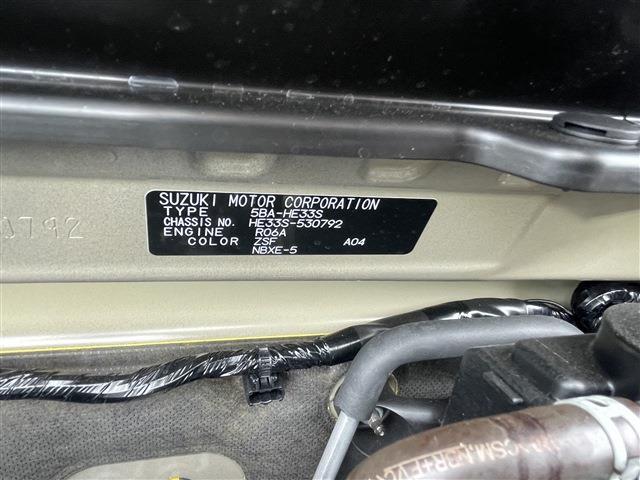 SUZUKI MOTOR CORPORATION
TYPE 5BA-HE33S
CHASSIS NO. HE33S-530792
ENGINE R06A
COLOR ZSF A04
NBXE-5
0792